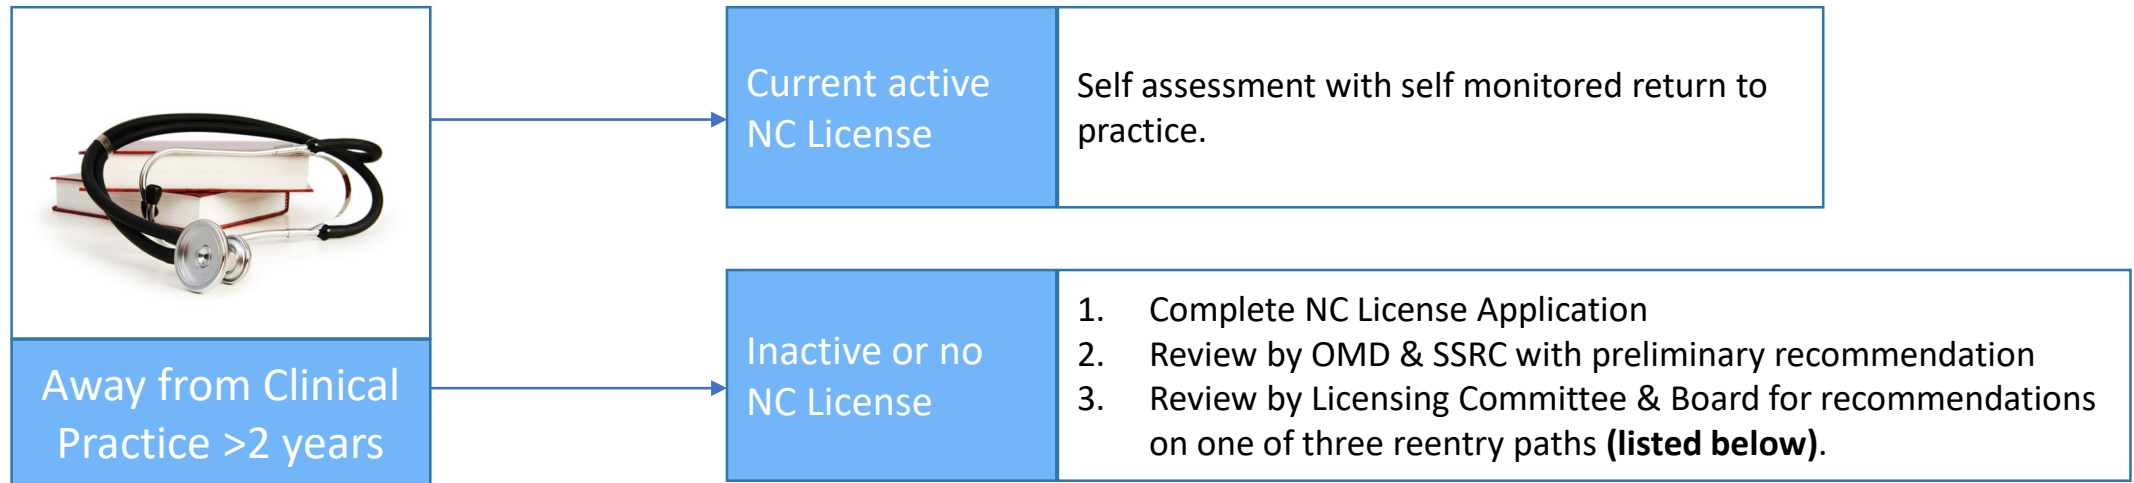 Away from Clinical
Practice >2 years
Current active
NC License
Self assessment with self monitored return to
practice.
Inactive or no
NC License
1. Complete NC License Application
2. Review by OMD & SSRC with preliminary recommendation
3. Review by Licensing Committee & Board for recommendations
on one of three reentry paths (listed below).